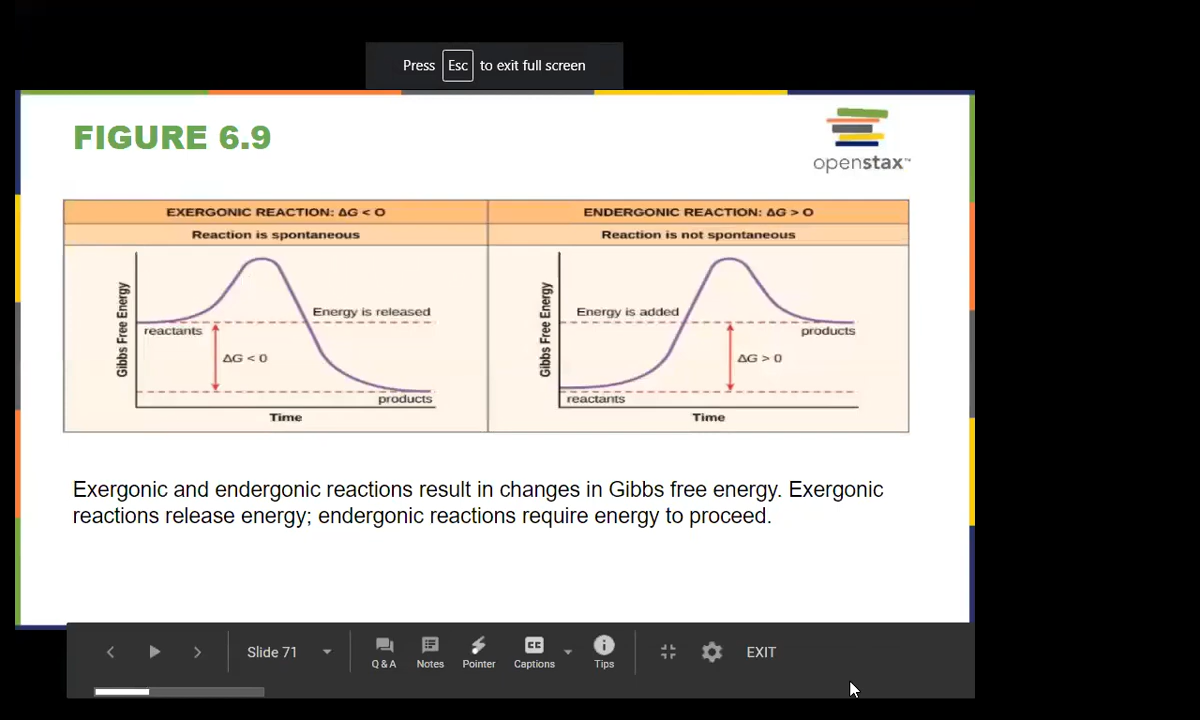 Press Esc to exit full screen
FIGURE 6.9
openstax™
EXERGONIC REACTION: ΔG < O
ENDERGONIC REACTION: ΔG > O
Reaction is spontaneous
Reaction is not spontaneous
Gibbs Free Energy
Energy is released
reactants
ΔG < 0
products
Time
Gibbs Free Energy
Energy is added
products
ΔG > 0
reactants
Time
Exergonic and endergonic reactions result in changes in Gibbs free energy. Exergonic
reactions release energy; endergonic reactions require energy to proceed.
Slide 71
Q & A
Notes
Pointer
CC
Captions
Tips
EXIT